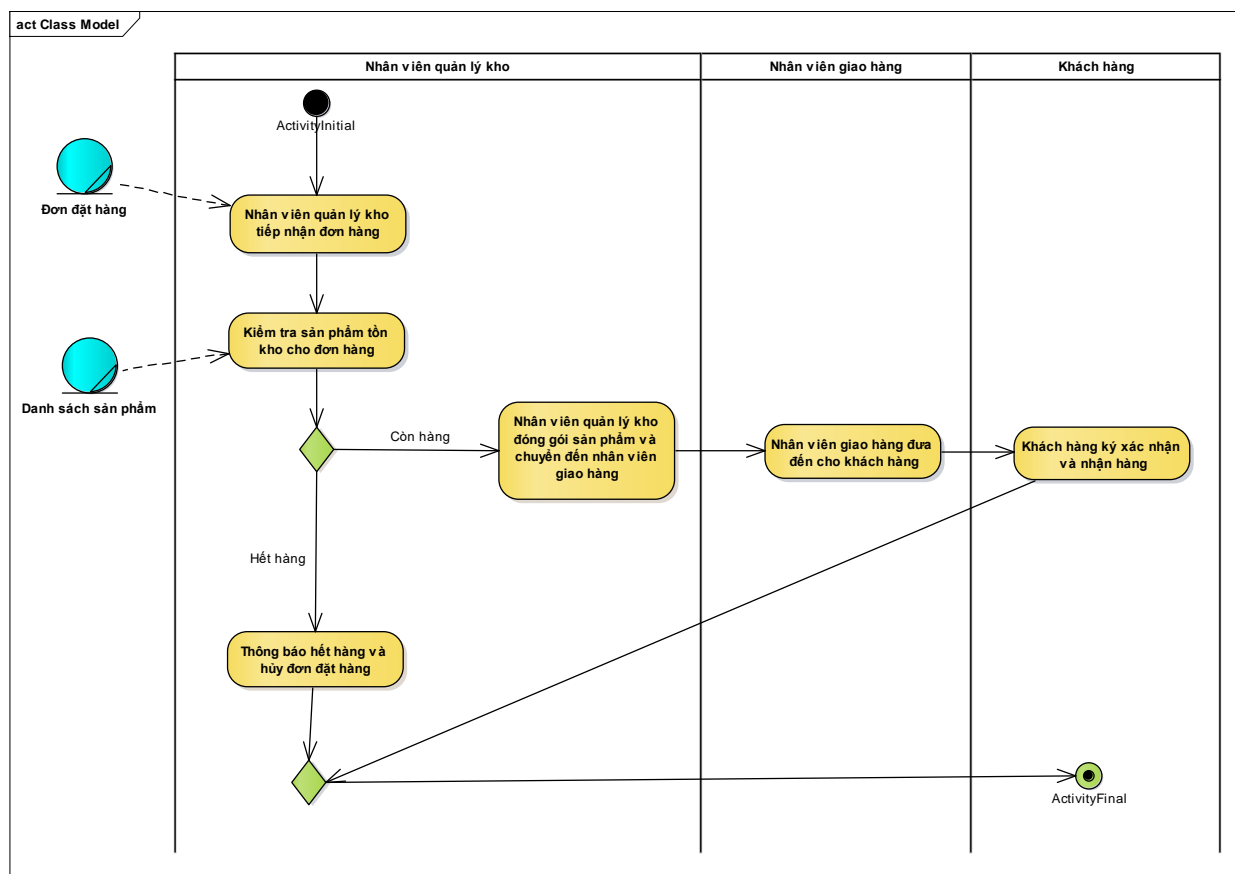 act Class Model
Nhân viên quản lý kho
Nhân viên giao hàng
Khách hàng
ActivityInitial
Đơn đặt hàng
Nhân viên quản lý kho
tiếp nhận đơn hàng
Kiểm tra sản phẩm tồn
kho cho đơn hàng
Danh sách sản phẩm
Còn hàng
Nhân viên quản lý kho
đóng gói sản phẩm và
chuyển đến nhân viên
giao hàng
Nhân viên giao hàng đưa
đến cho khách hàng
Khách hàng ký xác nhận
và nhận hàng
Hết hàng
Thông báo hết hàng và
hủy đơn đặt hàng
ActivityFinal